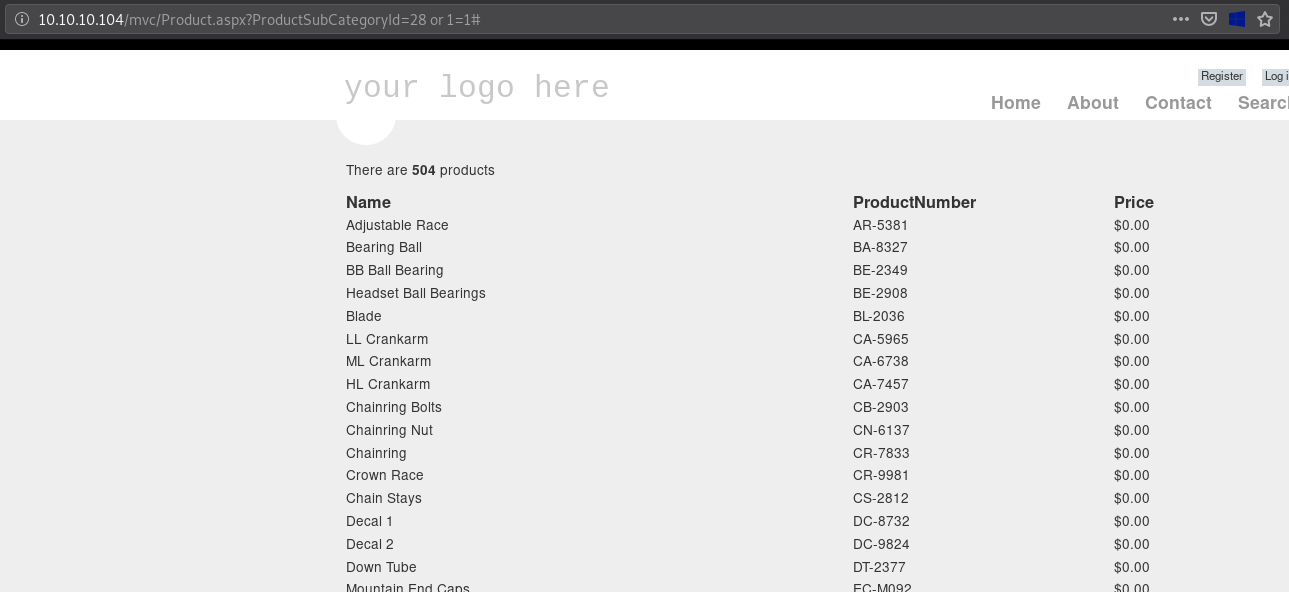 10.10.10.104/mvc/Product.aspx?ProductSubCategoryId=28 or 1=1#
your logo here
Register Log i
Home About Contact Searc
There are 504 products
Name ProductNumber Price
Adjustable Race AR-5381 $0.00
Bearing Ball BA-8327 $0.00
BB Ball Bearing BE-2349 $0.00
Headset Ball Bearings BE-2908 $0.00
Blade BL-2036 $0.00
LL Crankarm CA-5965 $0.00
ML Crankarm CA-6738 $0.00
HL Crankarm CA-7457 $0.00
Chainring Bolts CB-2903 $0.00
Chainring Nut CN-6137 $0.00
Chainring CR-7833 $0.00
Crown Race CR-9981 $0.00
Chain Stays CS-2812 $0.00
Decal 1 DC-8732 $0.00
Decal 2 DC-9824 $0.00
Down Tube DT-2377 $0.00
Mountain End Caps EC-M092 $0.00